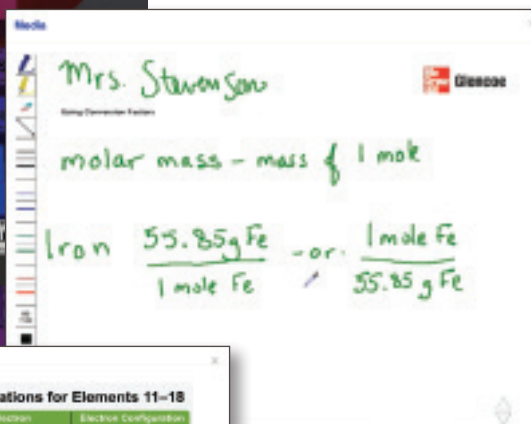 Media
Mrs. Stevenson
Glencoe
Using Conversion Factors
molar mass - mass of 1 mole
Iron 55.85g Fe -or- 1 mole Fe
1 mole Fe 55.85 g Fe
ations for Elements 11–18
Electron Configuration